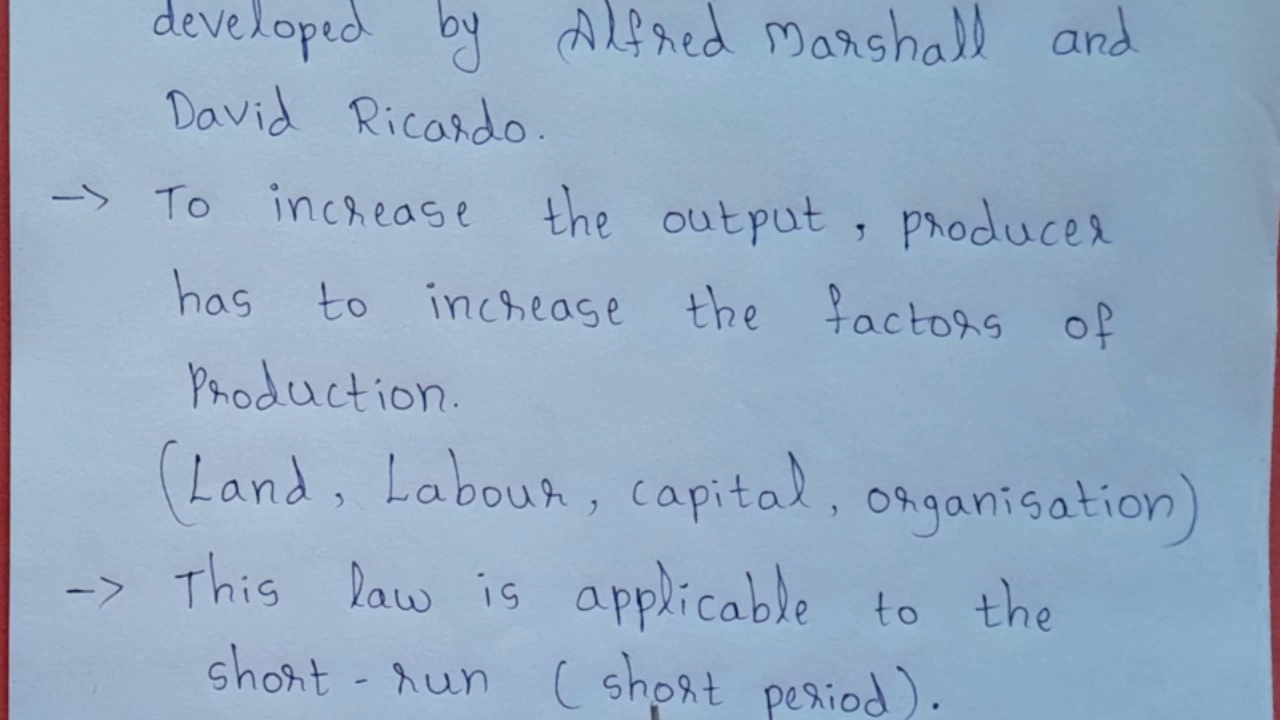 developed by Alfred Marshall and
David Ricardo.
-> To increase the output, producer
has to increase the factors of
Production.
(Land, Labour, capital, organisation)
-> This law is applicable to the
short-run (short period).